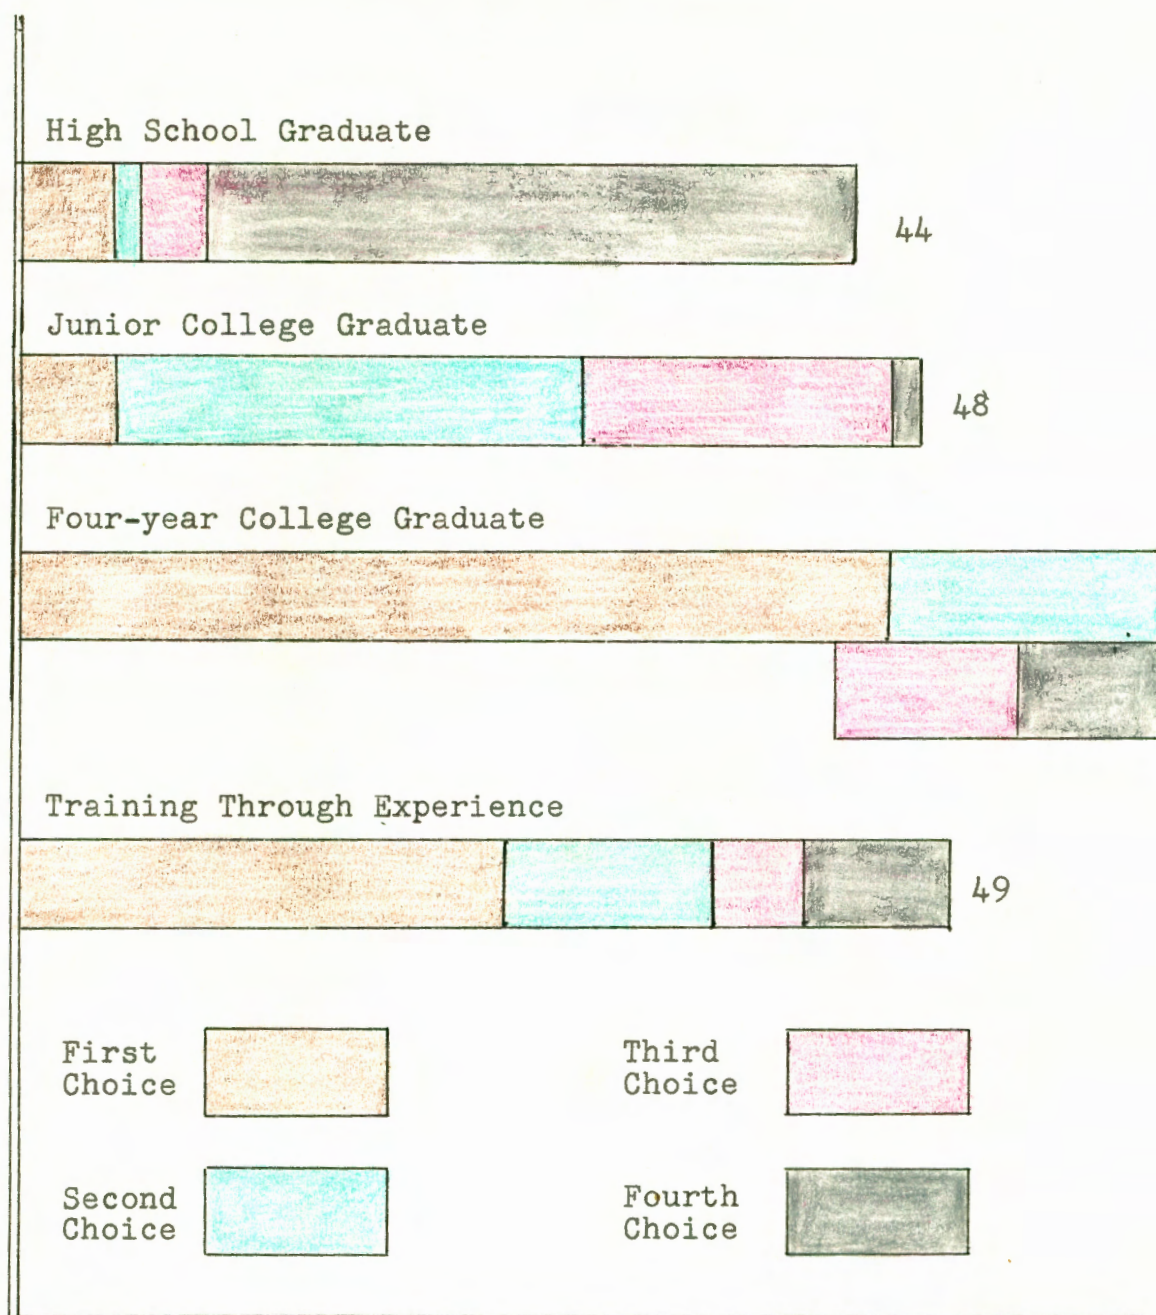 High School Graduate
44
Junior College Graduate
48
Four-year College Graduate
Training Through Experience
49
First
Choice
Third
Choice
Second
Choice
Fourth
Choice